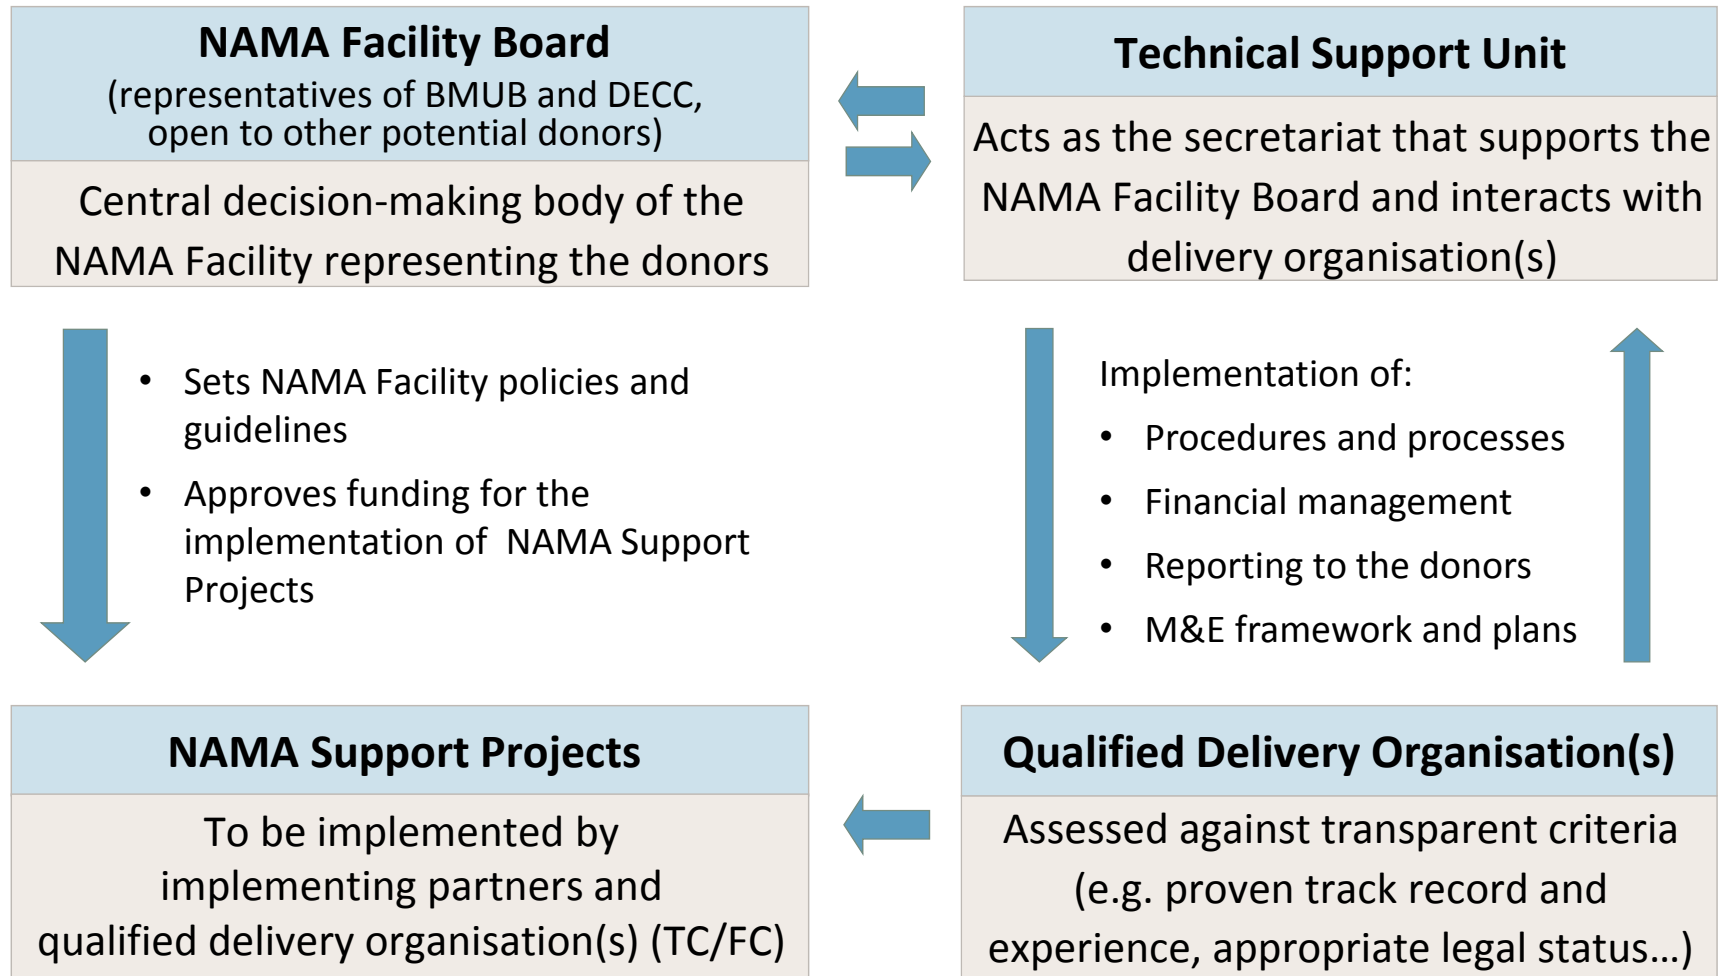 NAMA Facility Board
(representatives of BMUB and DECC,
open to other potential donors)
Central decision-making body of the
NAMA Facility representing the donors
Technical Support Unit
Acts as the secretariat that supports the
NAMA Facility Board and interacts with
delivery organisation(s)
• Sets NAMA Facility policies and
guidelines
• Approves funding for the
implementation of NAMA Support
Projects
Implementation of:
• Procedures and processes
• Financial management
• Reporting to the donors
• M&E framework and plans
NAMA Support Projects
To be implemented by
implementing partners and
qualified delivery organisation(s) (TC/FC)
Qualified Delivery Organisation(s)
Assessed against transparent criteria
(e.g. proven track record and
experience, appropriate legal status…)